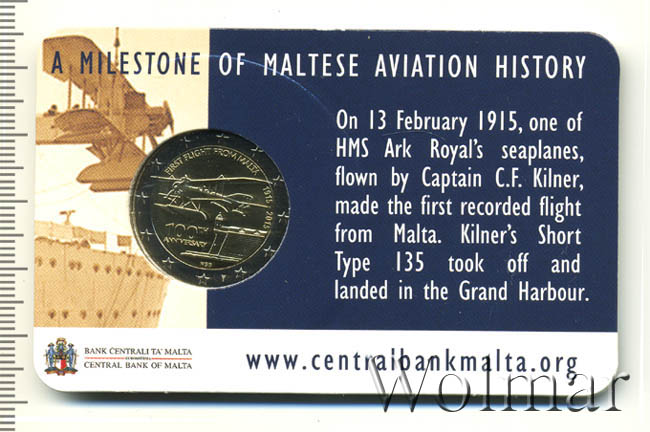 A MILESTONE OF MALTESE AVIATION HISTORY
On 13 February 1915, one of
HMS Ark Royal's seaplanes,
flown by Captain C.F. Kilner,
made the first recorded flight
from Malta. Kilner's Short
Type 135 took off and
landed in the Grand Harbour.
FIRST FLIGHT FROM MALTA
1915 - 2015
100TH
ANNIVERSARY
BANK ĊENTRALI TA' MALTA
CENTRAL BANK OF MALTA
www.centralbankmalta.org
Wolmar